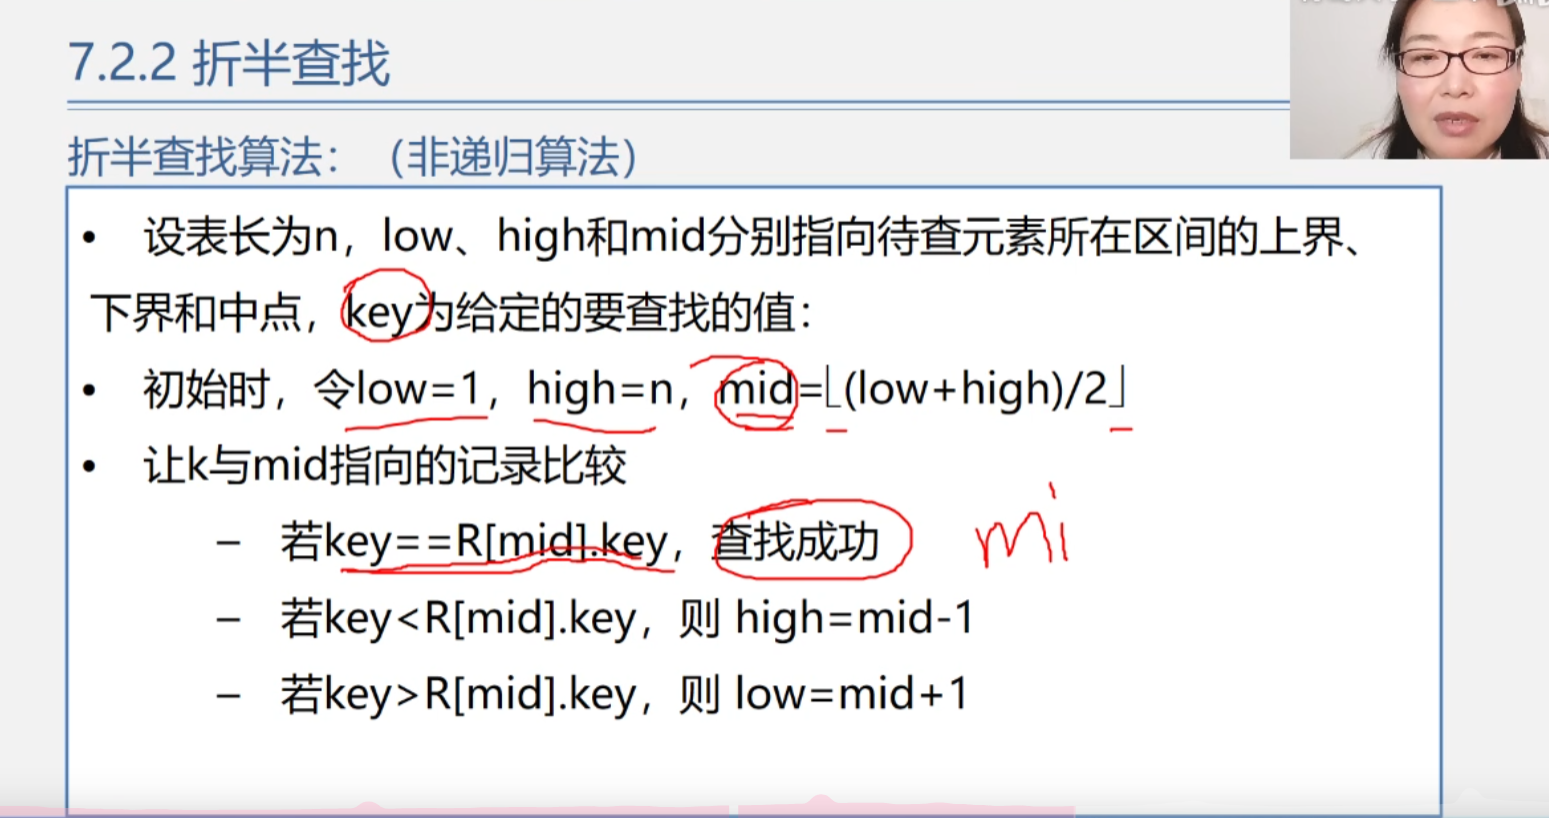 7.2.2 折半查找
折半查找算法：（非递归算法）
• 设表长为n，low、high和mid分别指向待查元素所在区间的上界、
下界和中点，key为给定的要查找的值：
• 初始时，令low=1，high=n，mid=⌊(low+high)/2⌋
• 让k与mid指向的记录比较
– 若key==R[mid].key，查找成功
mi
– 若key<R[mid].key，则 high=mid-1
– 若key>R[mid].key，则 low=mid+1